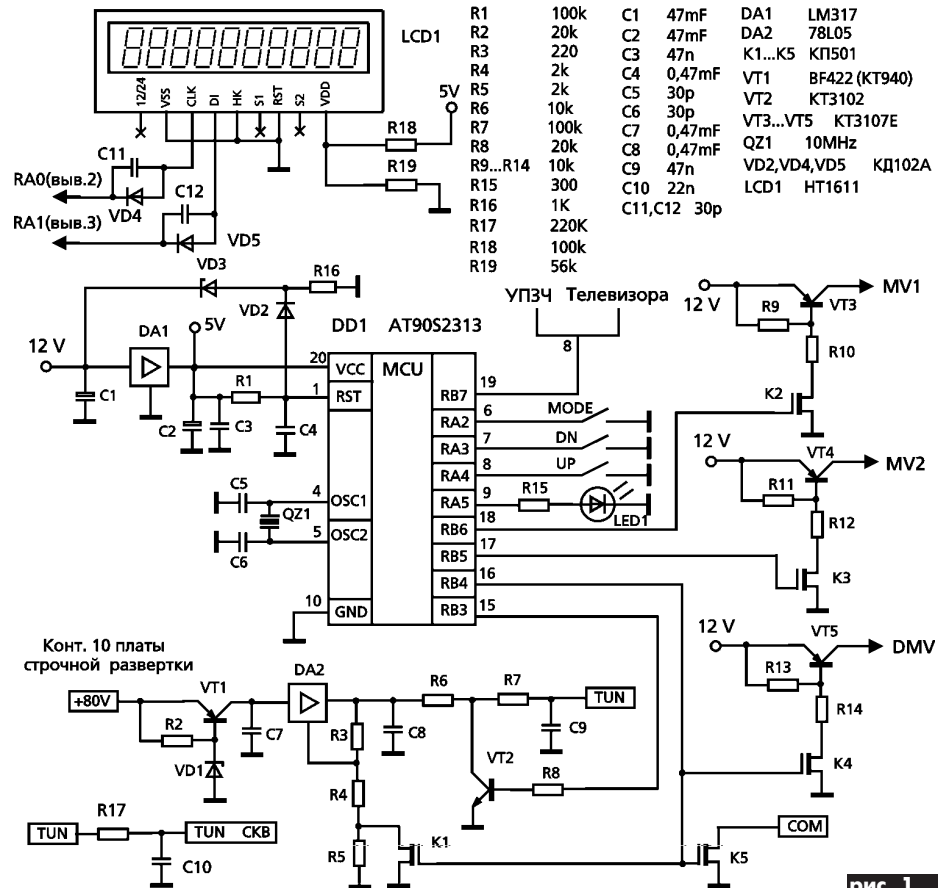 LCD1
12/24
VSS
CLK
DI
HK
S1
RST
S2
VDD
5V
R18
R19
C11
RA0(выв.2)
VD4
C12
RA1(выв.3)
VD5
R1 100k
R2 20k
R3 220
R4 2k
R5 2k
R6 10k
R7 100k
R8 20k
R9...R14 10k
R15 300
R16 1K
R17 220K
R18 100k
R19 56k
C1 47mF
C2 47mF
C3 47n
C4 0,47mF
C5 30p
C6 30p
C7 0,47mF
C8 0,47mF
C9 47n
C10 22n
C11,C12 30p
DA1 LM317
DA2 78L05
K1...K5 КП501
VT1 BF422 (KT940)
VT2 KT3102
VT3...VT5 KT3107E
QZ1 10MHz
VD2,VD4,VD5 КД102А
LCD1 HT1611
VD3
R16
VD2
5V
DA1
12 V
C1
C2
C3
R1
C4
DD1 AT90S2313
УПЗЧ Телевизора
8
MCU
20
VCC
1
RST
4
OSC1
5
OSC2
10
GND
C5
QZ1
C6
RB7
19
RA2
6
MODE
RA3
7
DN
RA4
8
UP
RA5
9
R15
LED1
RB6
18
RB5
17
RB4
16
RB3
15
12 V
MV1
VT3
R9
R10
K2
12 V
MV2
VT4
R11
R12
K3
12 V
DMV
VT5
R13
R14
K4
Конт. 10 платы
строчной развертки
+80V
VT1
R2
VD1
C7
DA2
R3
C8
R6
R7
TUN
C9
VT2
R8
R4
R5
K1
K5
COM
TUN
R17
TUN СКВ
C10
рис. 1